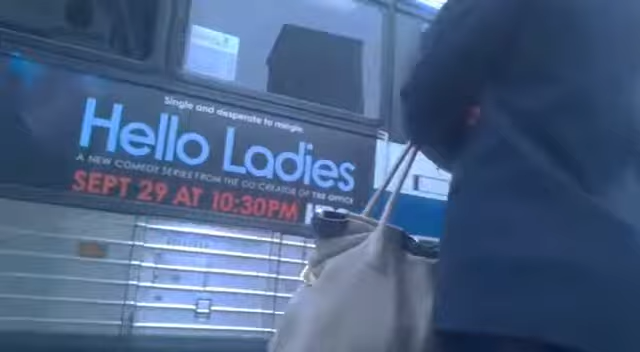 Single and desperate to mingle.
Hello Ladies
A NEW COMEDY SERIES FROM THE CO-CREATOR OF THE OFFICE
SEPT 29 AT 10:30PM